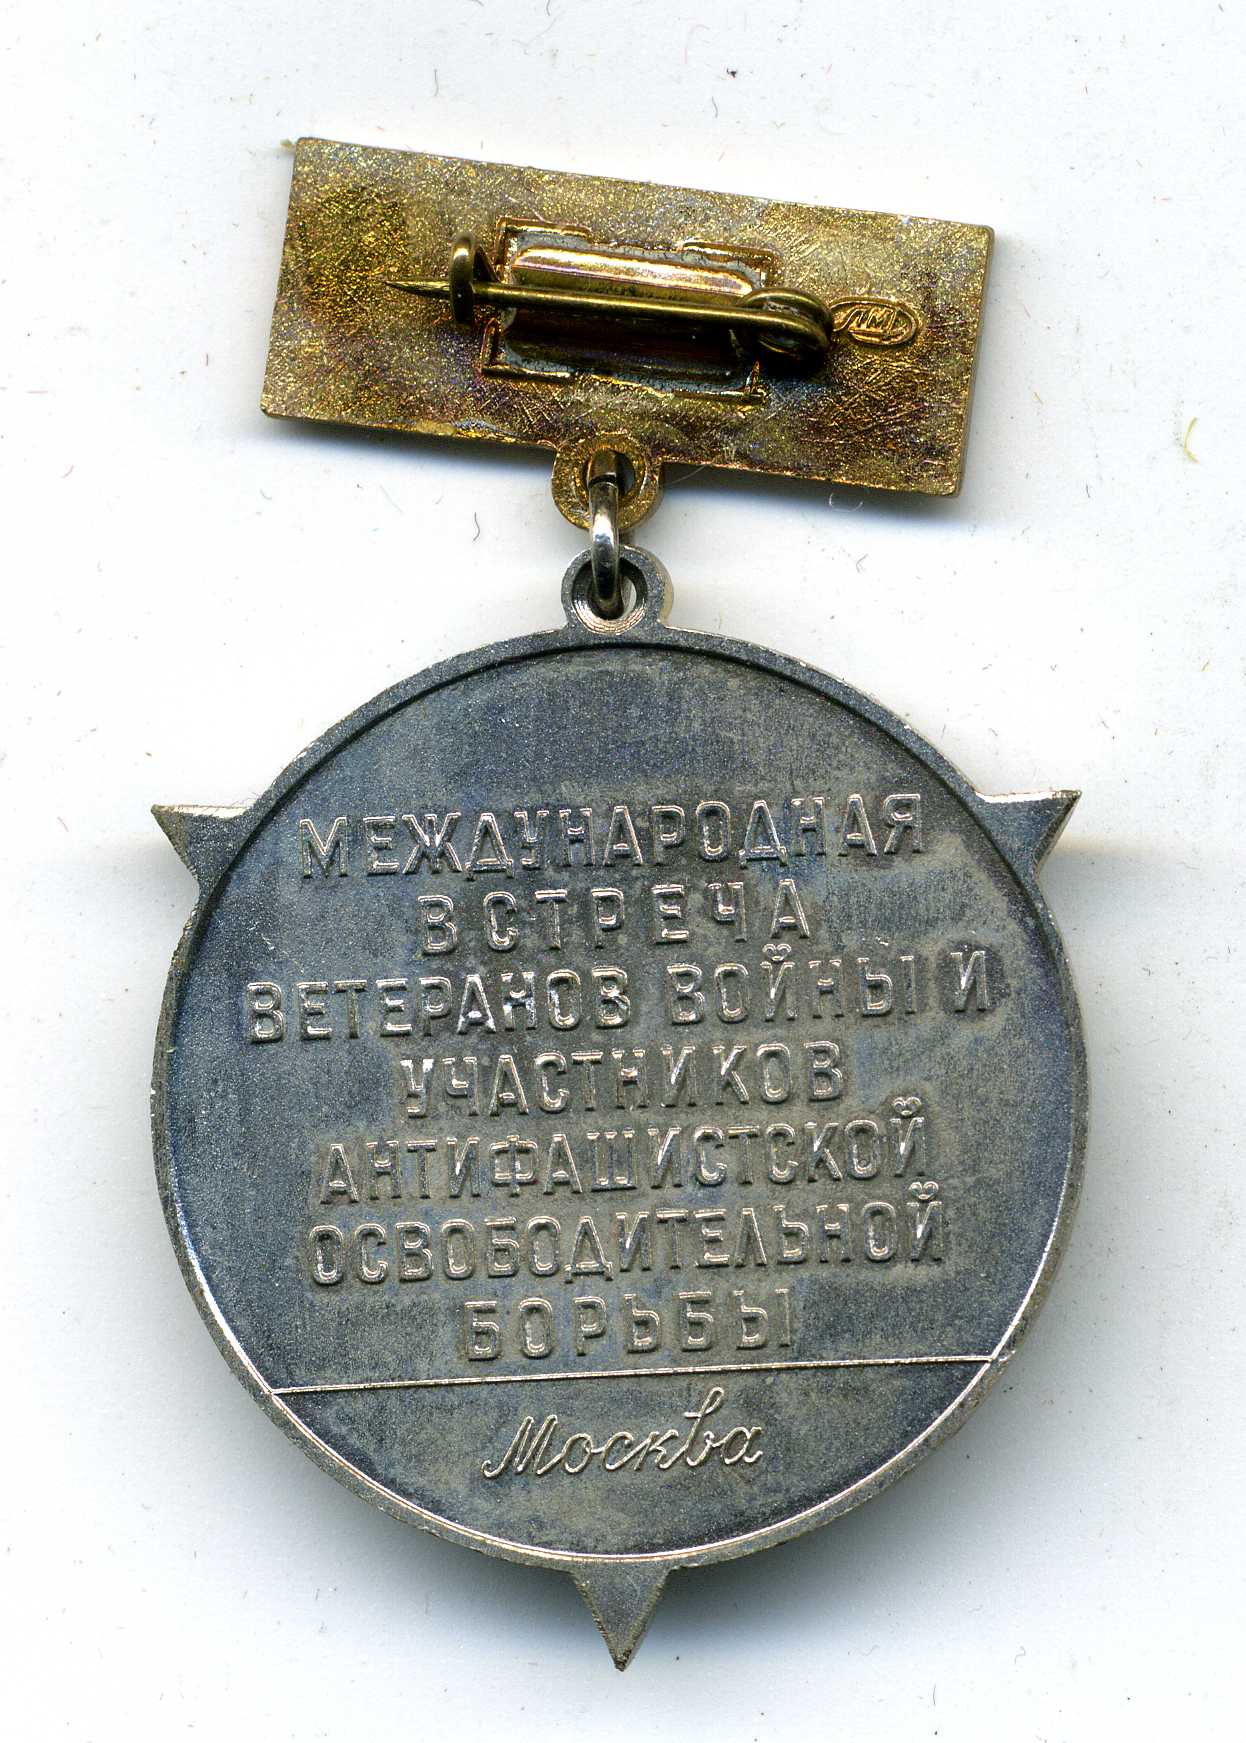 ЛМД
МЕЖДУНАРОДНАЯ
ВСТРЕЧА
ВЕТЕРАНОВ ВОЙНЫ И
УЧАСТНИКОВ
АНТИФАШИСТСКОЙ
ОСВОБОДИТЕЛЬНОЙ
БОРЬБЫ
Москва